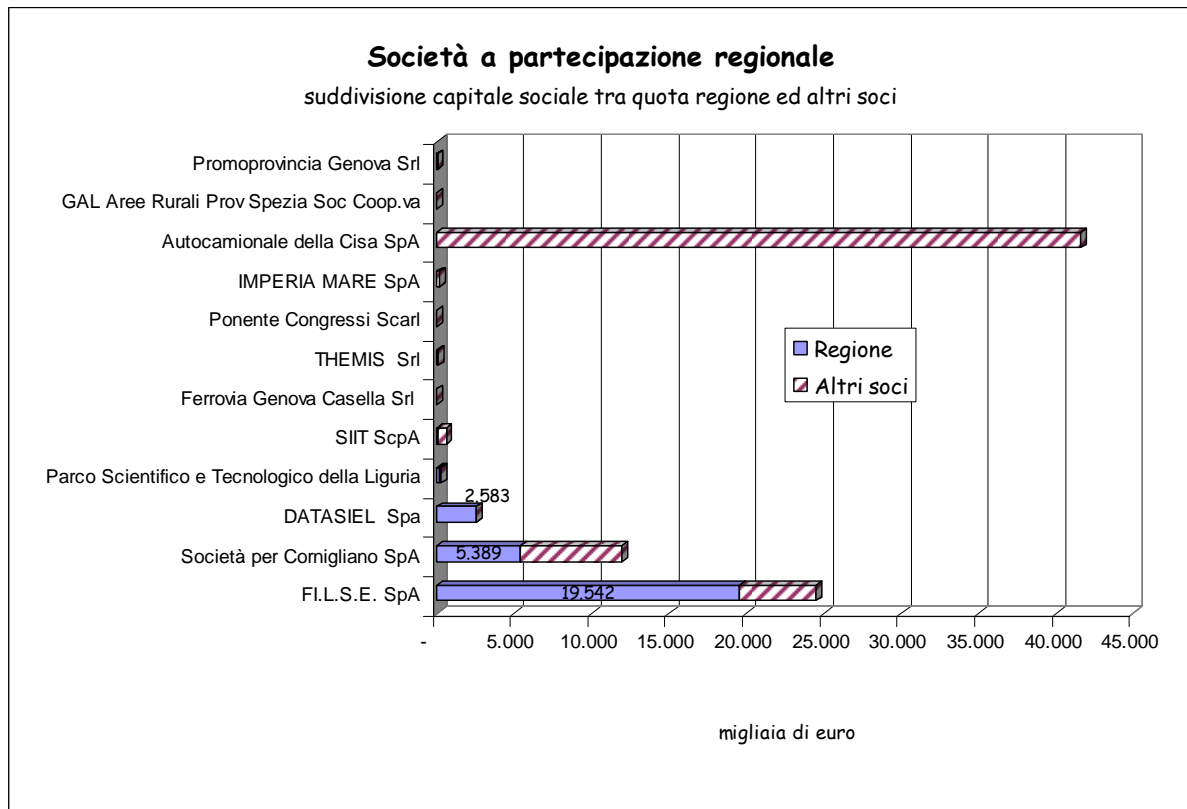 Società a partecipazione regionale
suddivisione capitale sociale tra quota regione ed altri soci
Promoprovincia Genova Srl
GAL Aree Rurali Prov Spezia Soc Coop.va
Autocamionale della Cisa SpA
IMPERIA MARE SpA
Ponente Congressi Scarl
THEMIS Srl
Ferrovia Genova Casella Srl
SIIT ScpA
Parco Scientifico e Tecnologico della Liguria
DATASIEL Spa
Società per Cornigliano SpA
FI.L.S.E. SpA
2.583
5.389
19.542
Regione
Altri soci
- 5.000 10.000 15.000 20.000 25.000 30.000 35.000 40.000 45.000
migliaia di euro